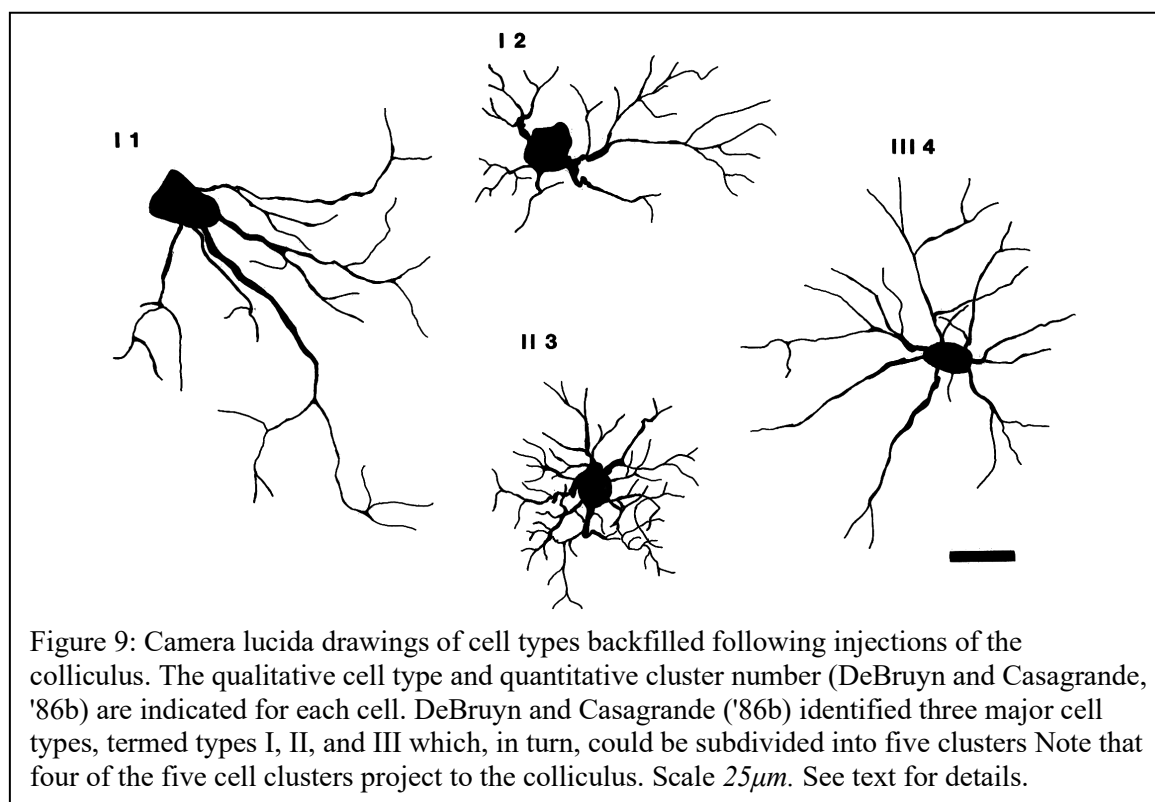 I 2
I 1
III 4
II 3
Figure 9: Camera lucida drawings of cell types backfilled following injections of the
colliculus. The qualitative cell type and quantitative cluster number (DeBruyn and Casagrande,
'86b) are indicated for each cell. DeBruyn and Casagrande ('86b) identified three major cell
types, termed types I, II, and III which, in turn, could be subdivided into five clusters Note that
four of the five cell clusters project to the colliculus. Scale 25μm. See text for details.